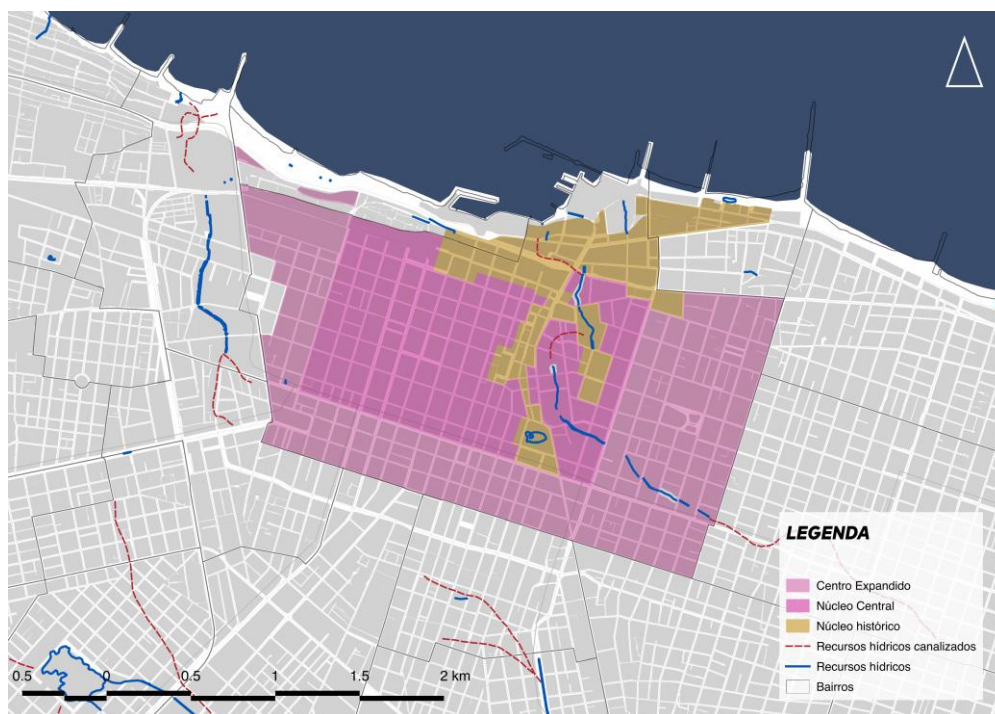 LEGENDA
Centro Expandido
Núcleo Central
Núcleo histórico
Recursos hídricos canalizados
Recursos hídricos
Bairros
0.5 0 0.5 1 1.5 2 km